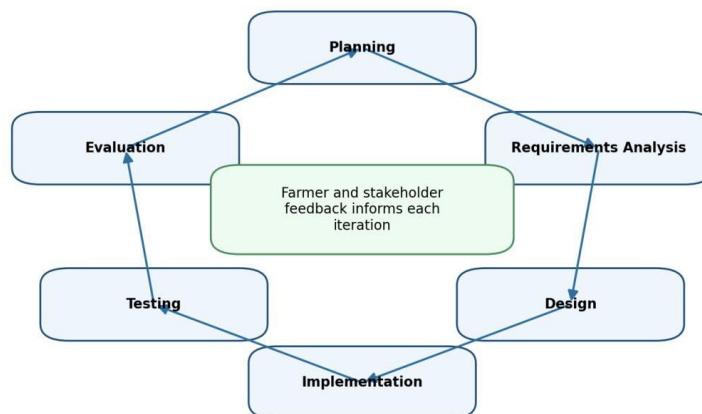 Planning
Evaluation
Requirements Analysis
Farmer and stakeholder
feedback informs each
iteration
Testing
Design
Implementation